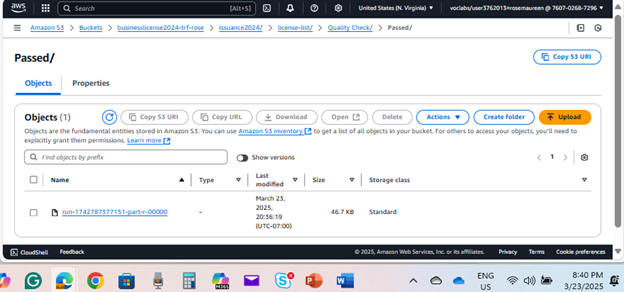 aws
Search
[Alt+S]
United States (N. Virginia)
voclabs/user3762013=rosemaureen @ 7607-0268-7296
Amazon S3
Buckets
businesslicense2024-trf-rose
issuance2024/
license-list/
Quality Check/
Passed/
Passed/
Copy S3 URI
Objects
Properties
Objects (1)
Copy S3 URI
Copy URL
Download
Open
Delete
Actions
Create folder
Upload
Objects are the fundamental entities stored in Amazon S3. You can use Amazon S3 inventory to get a list of all objects in your bucket. For others to access your objects, you'll need to
explicitly grant them permissions. Learn more
Find objects by prefix
Show versions
1
Name
Type
Last
modified
Size
Storage class
run-1742787377151-part-r-00000
-
March 23,
2025,
20:36:19
(UTC-07:00)
46.7 KB
Standard
CloudShell
Feedback
© 2025, Amazon Web Services, Inc. or its affiliates.
Privacy
Terms
Cookie preferences
ENG
US
8:40 PM
3/23/2025